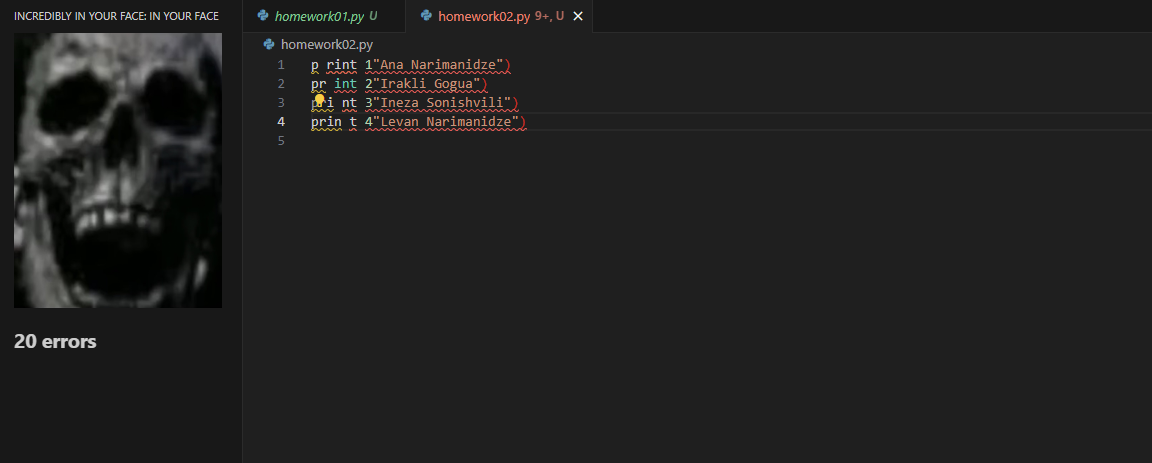 INCREDIBLY IN YOUR FACE: IN YOUR FACE
20 errors
homework01.py U
homework02.py 9+, U
homework02.py
1 p rint 1"Ana Narimanidze")
2 pr int 2"Irakli Gogua")
3 pri nt 3"Ineza Sonishvili")
4 prin t 4"Levan Narimanidze")
5